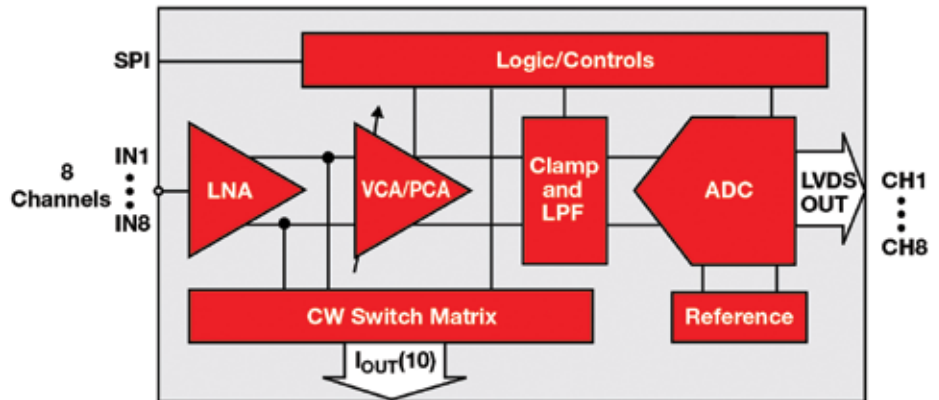 SPI
Logic/Controls
8
Channels
IN1
IN8
LNA
VCA/PCA
Clamp
and
LPF
ADC
LVDS
OUT
CH1
CH8
CW Switch Matrix
Reference
IOUT(10)